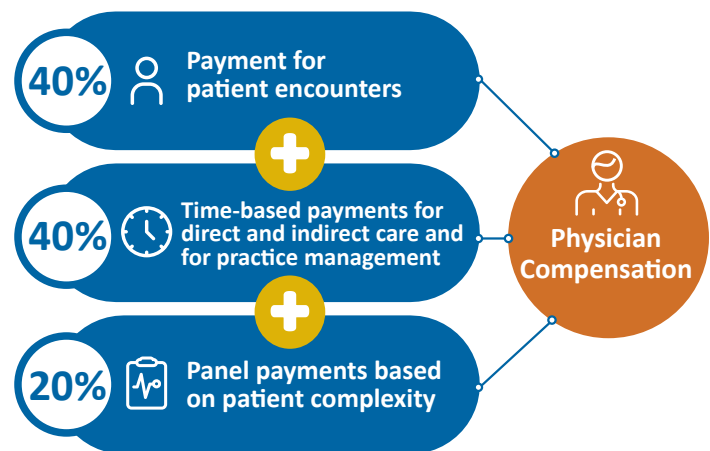 40%
Payment for
patient encounters
40%
Time-based payments for
direct and indirect care and
for practice management
20%
Panel payments based
on patient complexity
Physician
Compensation